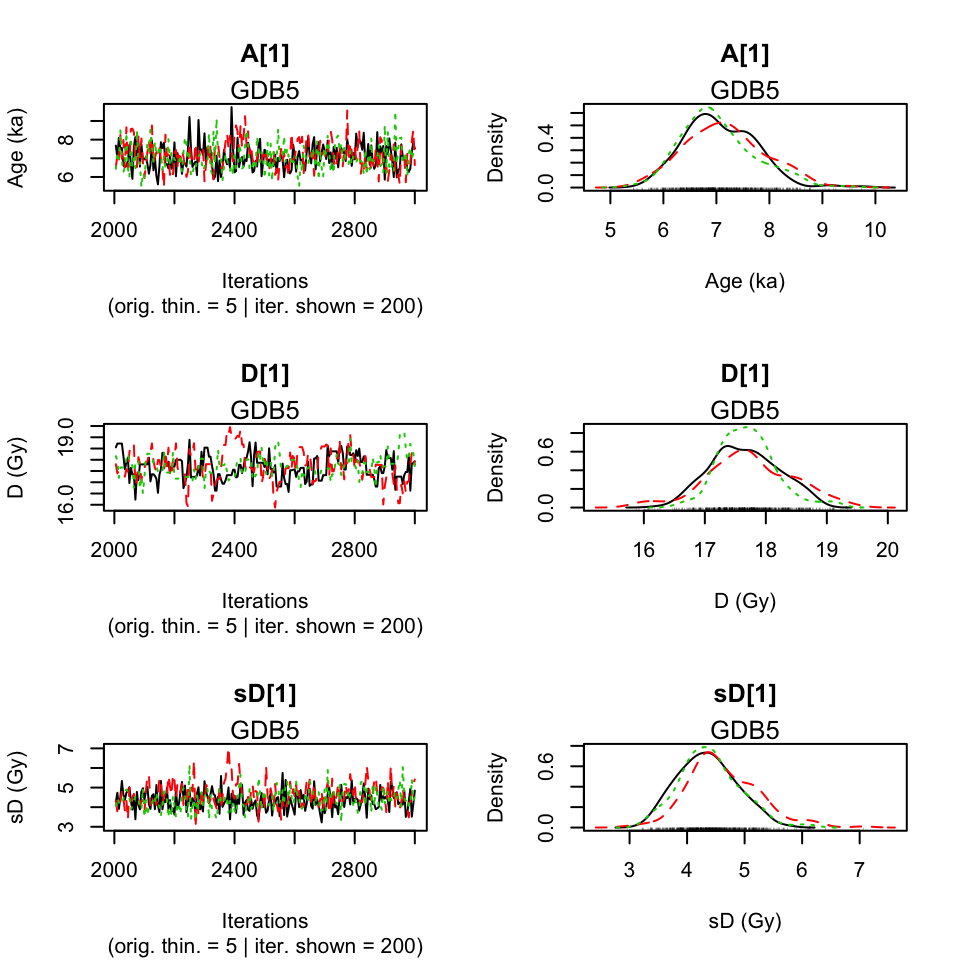 A[1]
GDB5
Age (ka)
8
6
2000 2400 2800
Iterations
(orig. thin. = 5 | iter. shown = 200)
A[1]
GDB5
Density
0.4
0.0
5 6 7 8 9 10
Age (ka)
D[1]
GDB5
D (Gy)
19.0
16.0
2000 2400 2800
Iterations
(orig. thin. = 5 | iter. shown = 200)
D[1]
GDB5
Density
0.6
0.0
16 17 18 19 20
D (Gy)
sD[1]
GDB5
sD (Gy)
7
5
3
2000 2400 2800
Iterations
(orig. thin. = 5 | iter. shown = 200)
sD[1]
GDB5
Density
0.6
0.0
3 4 5 6 7
sD (Gy)